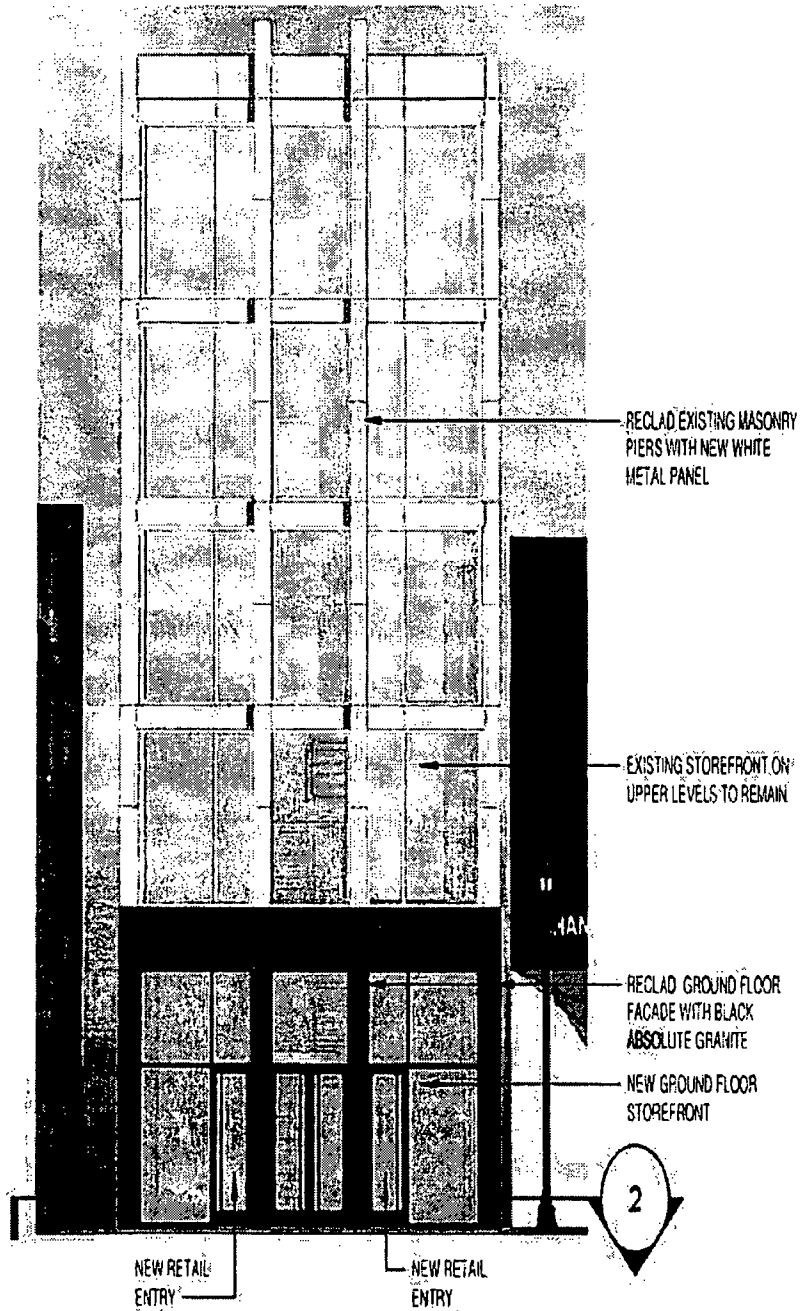 RECLAD EXISTING MASONRY
PIERS WITH NEW WHITE
METAL PANEL
EXISTING STOREFRONT ON
UPPER LEVELS TO REMAIN
HAN
RECLAD GROUND FLOOR
FACADE WITH BLACK
ABSOLUTE GRANITE
NEW GROUND FLOOR
STOREFRONT
2
NEW RETAIL
ENTRY
NEW RETAIL
ENTRY